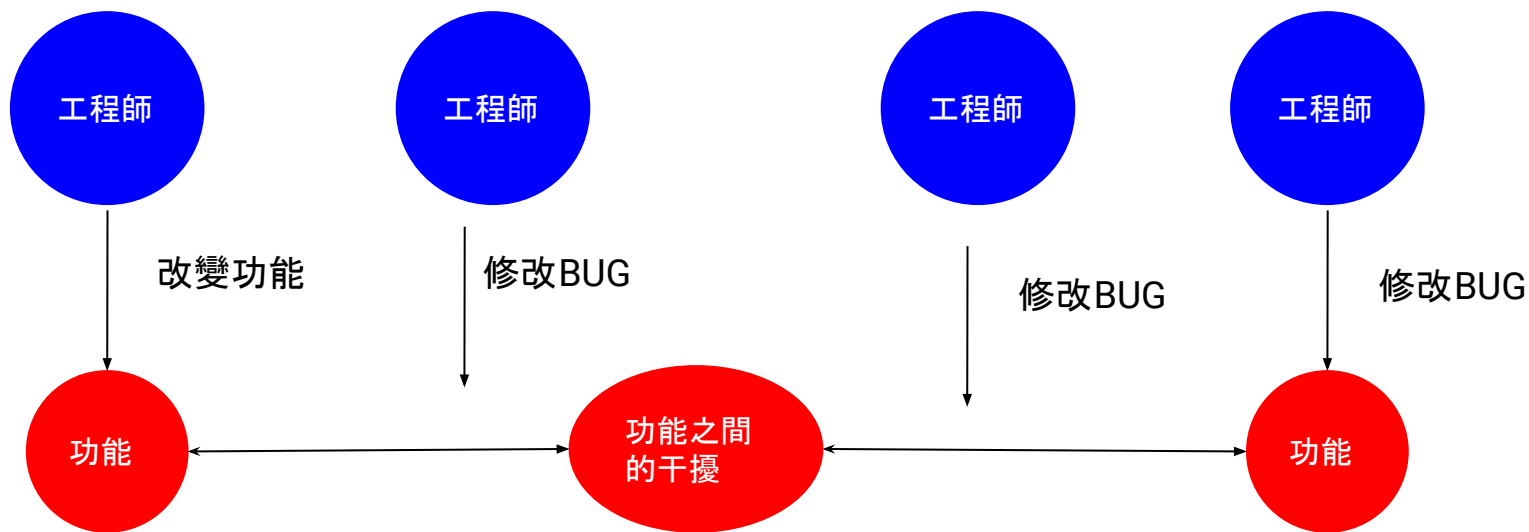 工程師
工程師
工程師
工程師
改變功能
修改BUG
修改BUG
修改BUG
功能
功能之間
的干擾
功能